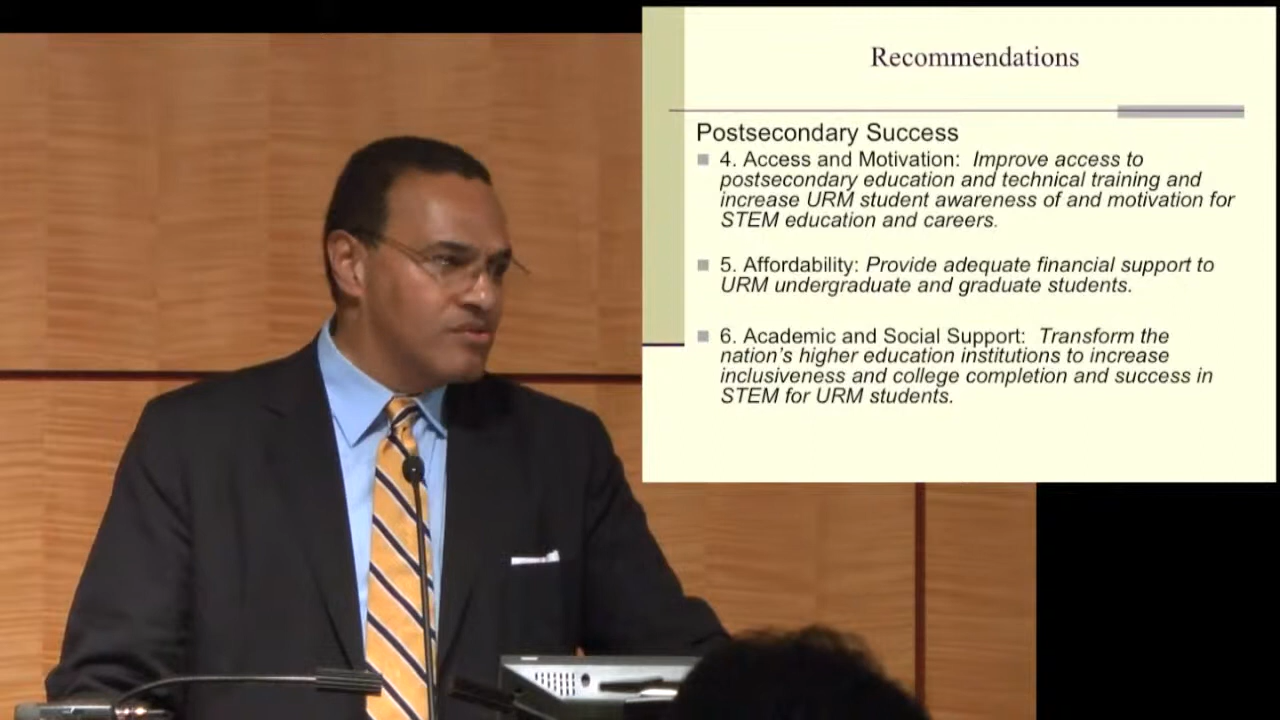 Recommendations
Postsecondary Success
4. Access and Motivation: Improve access to
postsecondary education and technical training and
increase URM student awareness of and motivation for
STEM education and careers.
5. Affordability: Provide adequate financial support to
URM undergraduate and graduate students.
6. Academic and Social Support: Transform the
nation's higher education institutions to increase
inclusiveness and college completion and success in
STEM for URM students.